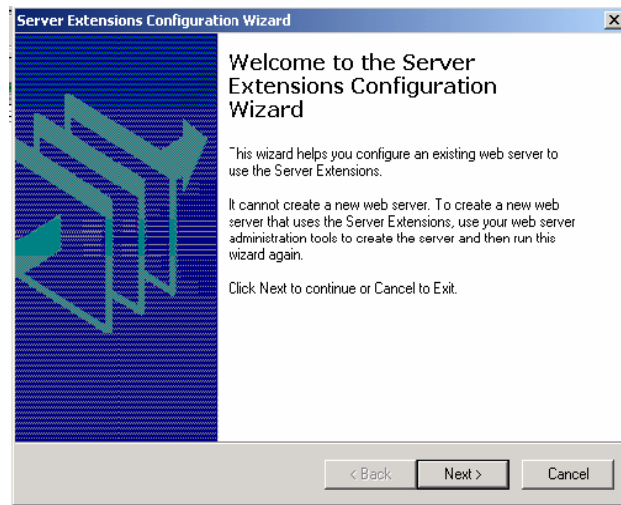 Server Extensions Configuration Wizard
Welcome to the Server
Extensions Configuration
Wizard
This wizard helps you configure an existing web server to
use the Server Extensions.
It cannot create a new web server. To create a new web
server that uses the Server Extensions, use your web server
administration tools to create the server and then run this
wizard again.
Click Next to continue or Cancel to Exit.
< Back
Next >
Cancel